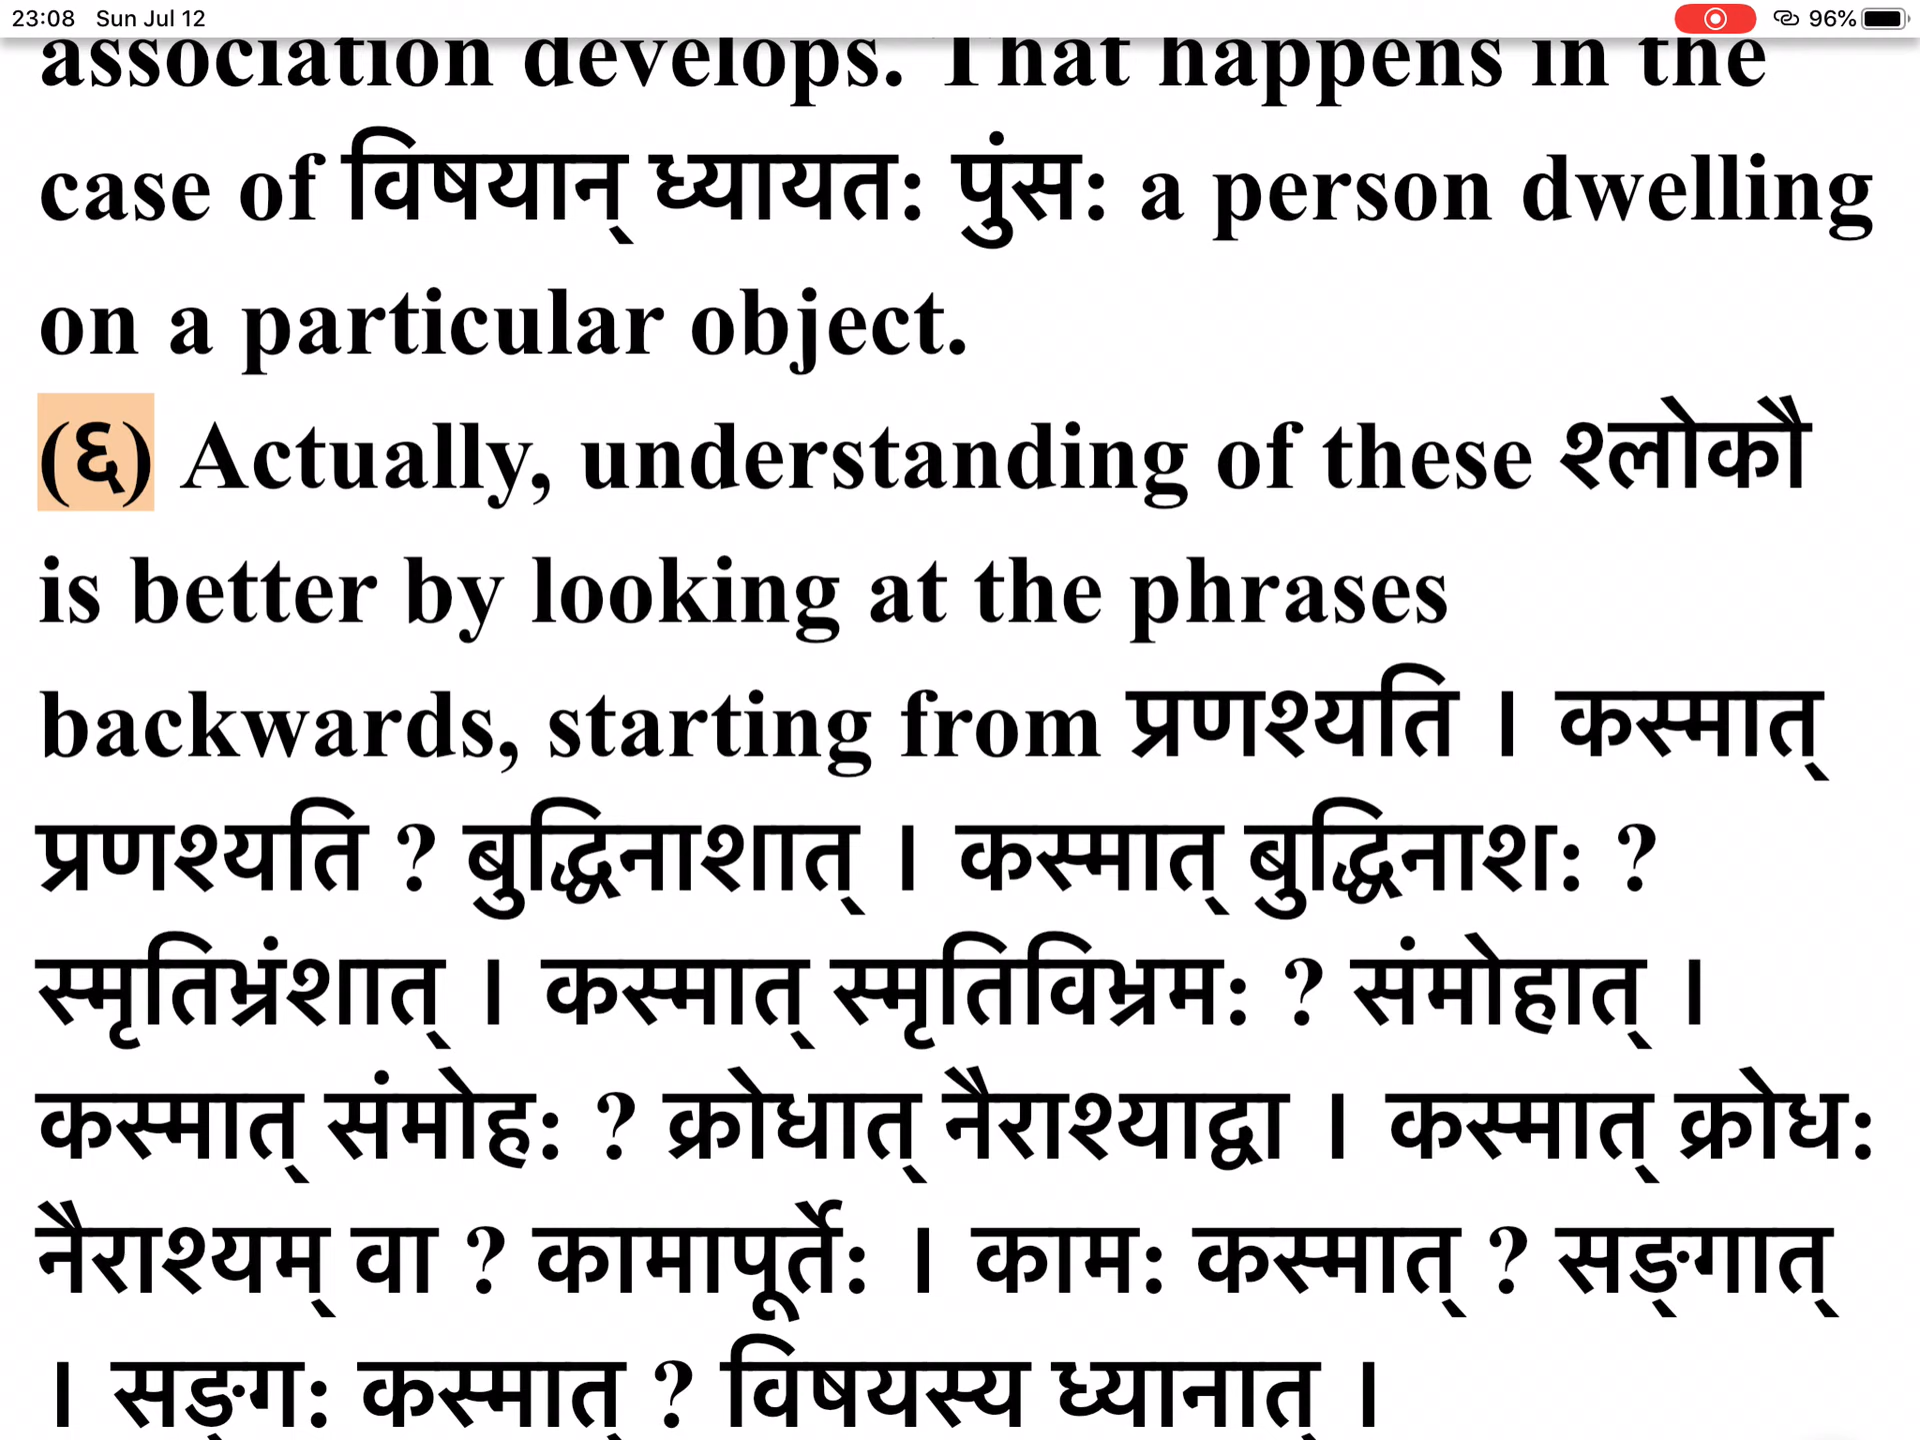 23:08 Sun Jul 12 96%
association develops. That happens in the
case of विषयान् ध्यायतः पुंसः a person dwelling
on a particular object.
(६) Actually, understanding of these श्लोकौ
is better by looking at the phrases
backwards, starting from प्रणश्यति । कस्मात्
प्रणश्यति ? बुद्धिनाशात् । कस्मात् बुद्धिनाशः ?
स्मृतिभ्रंशात् । कस्मात् स्मृतिविभ्रमः ? संमोहात् ।
कस्मात् संमोहः ? क्रोधात् नैराश्याद्वा । कस्मात् क्रोधः
नैराश्यम् वा ? कामापूर्तेः । कामः कस्मात् ? सङ्गात्
। सङ्गः कस्मात् ? विषयस्य ध्यानात् ।